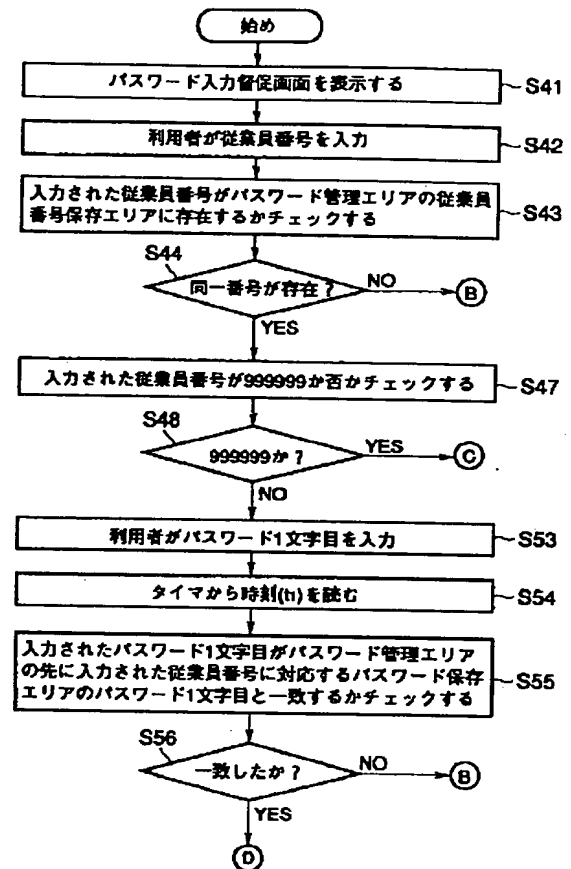 始め
パスワード入力督促画面を表示する
S41
利用者が従業員番号を入力
S42
入力された従業員番号がパスワード管理エリアの従業員
番号保存エリアに存在するかチェックする
S43
S44
同一番号が存在？
NO
B
YES
入力された従業員番号が999999か否かチェックする
S47
S48
999999か？
YES
C
NO
利用者がパスワード1文字目を入力
S53
タイマから時刻(h)を読む
S54
入力されたパスワード1文字目がパスワード管理エリア
の先に入力された従業員番号に対応するパスワード保存
エリアのパスワード1文字目と一致するかチェックする
S55
S56
一致したか？
NO
B
YES
D